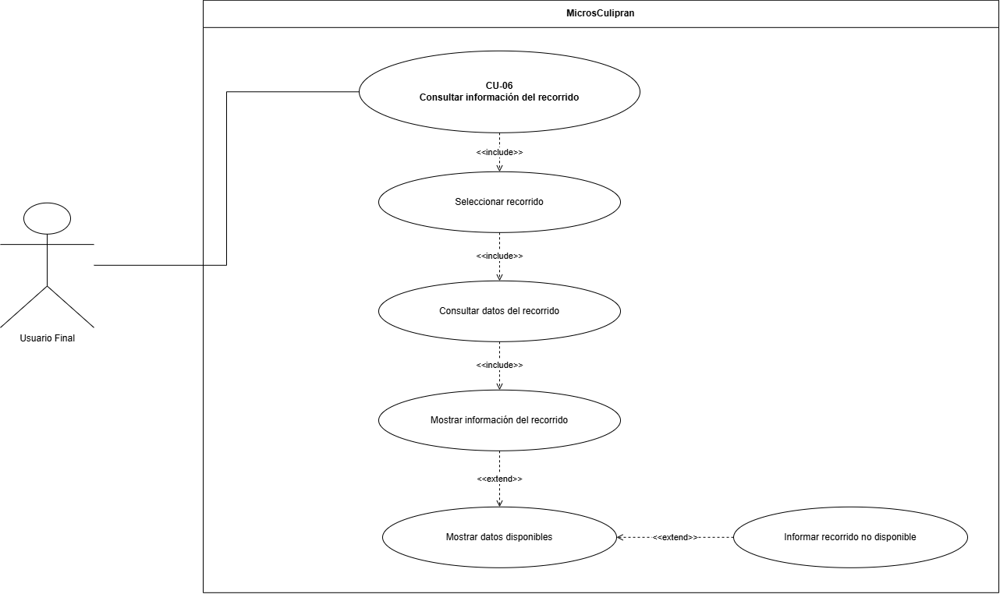 MicrosCulipran
CU-06
Consultar información del recorrido
<<include>>
Seleccionar recorrido
<<include>>
Consultar datos del recorrido
Usuario Final
<<include>>
Mostrar información del recorrido
<<extend>>
Mostrar datos disponibles
<<extend>>
Informar recorrido no disponible